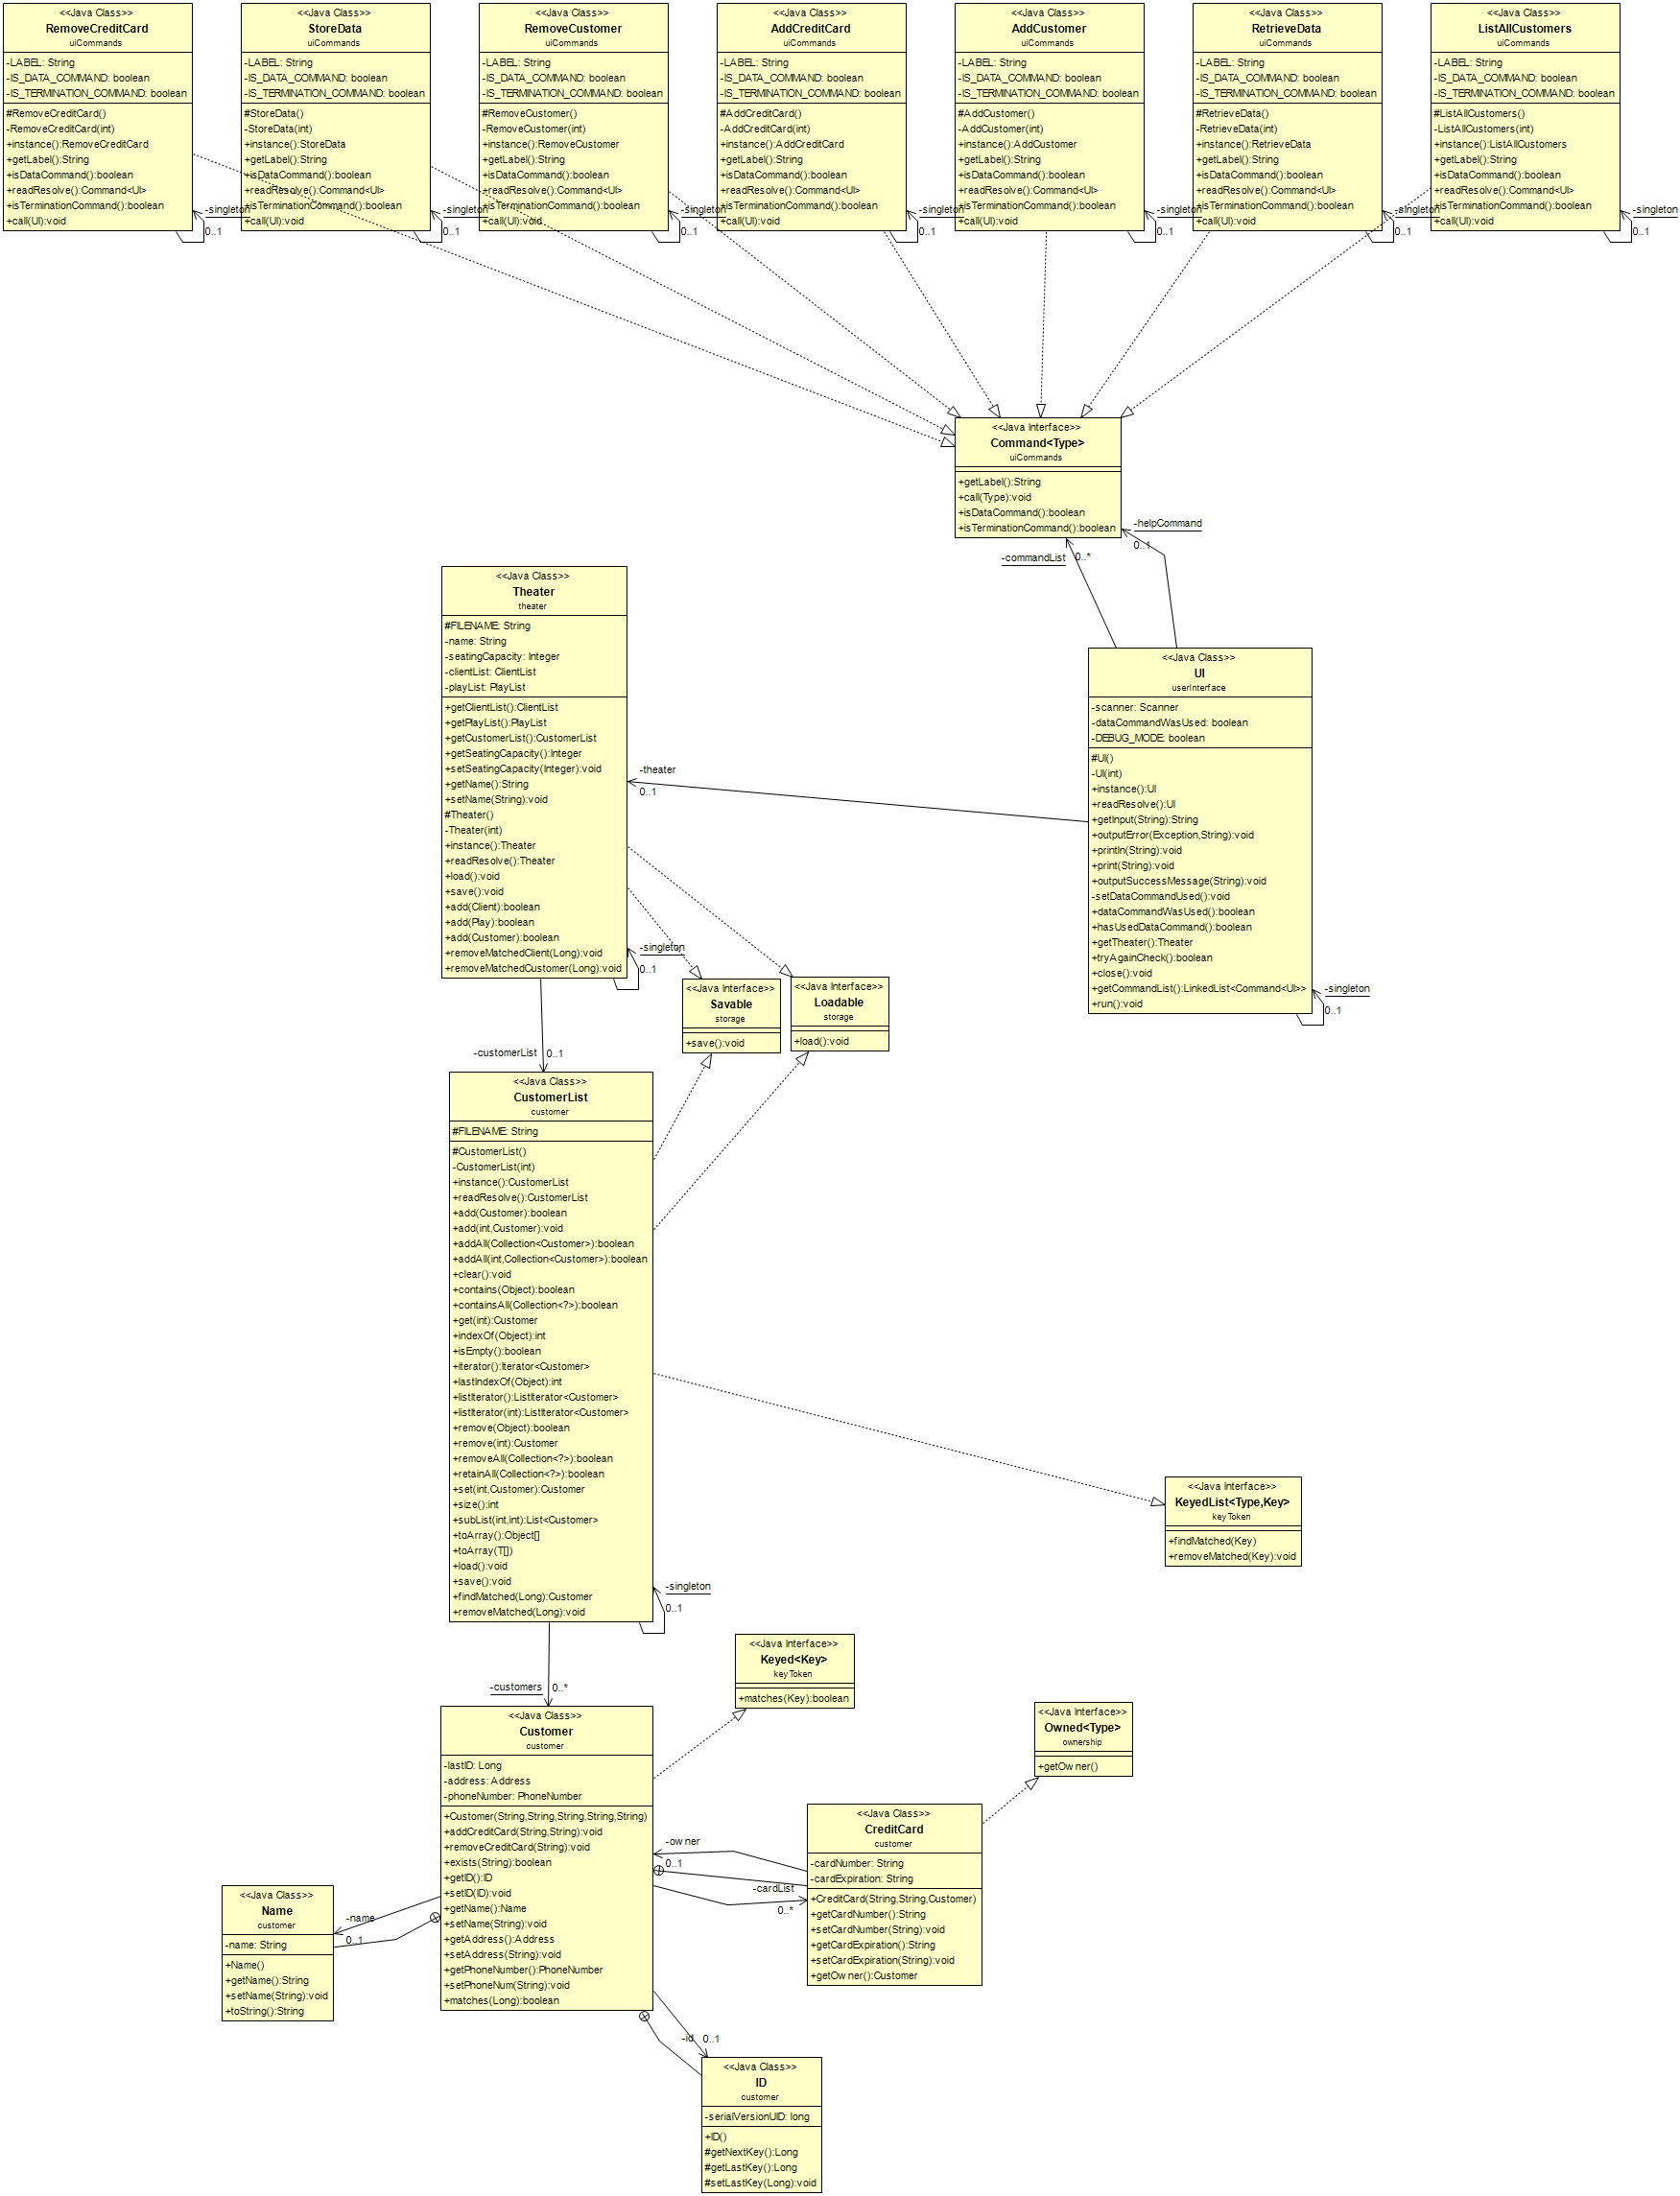 <<Java Class>>
RemoveCreditCard
uiCommands
-LABEL: String
-IS_DATA_COMMAND: boolean
-IS_TERMINATION_COMMAND: boolean
#RemoveCreditCard()
-RemoveCreditCard(int)
+instance():RemoveCreditCard
+getLabel():String
+isDataCommand():boolean
+readResolve():Command<UI>
+isTerminationCommand():boolean
+call(UI):void
-singleton
0..1
<<Java Class>>
StoreData
uiCommands
-LABEL: String
-IS_DATA_COMMAND: boolean
-IS_TERMINATION_COMMAND: boolean
#StoreData()
-StoreData(int)
+instance():StoreData
+getLabel():String
+isDataCommand():boolean
+readResolve():Command<UI>
+isTerminationCommand():boolean
+call(UI):void
-singleton
0..1
<<Java Class>>
RemoveCustomer
uiCommands
-LABEL: String
-IS_DATA_COMMAND: boolean
-IS_TERMINATION_COMMAND: boolean
#RemoveCustomer()
-RemoveCustomer(int)
+instance():RemoveCustomer
+getLabel():String
+isDataCommand():boolean
+readResolve():Command<UI>
+isTerminationCommand():boolean
+call(UI):void
-singleton
0..1
<<Java Class>>
AddCreditCard
uiCommands
-LABEL: String
-IS_DATA_COMMAND: boolean
-IS_TERMINATION_COMMAND: boolean
#AddCreditCard()
-AddCreditCard(int)
+instance():AddCreditCard
+getLabel():String
+isDataCommand():boolean
+readResolve():Command<UI>
+isTerminationCommand():boolean
+call(UI):void
-singleton
0..1
<<Java Class>>
AddCustomer
uiCommands
-LABEL: String
-IS_DATA_COMMAND: boolean
-IS_TERMINATION_COMMAND: boolean
#AddCustomer()
-AddCustomer(int)
+instance():AddCustomer
+getLabel():String
+isDataCommand():boolean
+readResolve():Command<UI>
+isTerminationCommand():boolean
+call(UI):void
-singleton
0..1
<<Java Class>>
RetrieveData
uiCommands
-LABEL: String
-IS_DATA_COMMAND: boolean
-IS_TERMINATION_COMMAND: boolean
#RetrieveData()
-RetrieveData(int)
+instance():RetrieveData
+getLabel():String
+isDataCommand():boolean
+readResolve():Command<UI>
+isTerminationCommand():boolean
+call(UI):void
-singleton
0..1
<<Java Class>>
ListAllCustomers
uiCommands
-LABEL: String
-IS_DATA_COMMAND: boolean
-IS_TERMINATION_COMMAND: boolean
#ListAllCustomers()
-ListAllCustomers(int)
+instance():ListAllCustomers
+getLabel():String
+isDataCommand():boolean
+readResolve():Command<UI>
+isTerminationCommand():boolean
+call(UI):void
-singleton
0..1
<<Java Interface>>
Command<Type>
uiCommands
+getLabel():String
+call(Type):void
+isDataCommand():boolean
+isTerminationCommand():boolean
-helpCommand
0..1
-commandList
0..*
<<Java Class>>
Theater
theater
#FILENAME: String
-name: String
-seatingCapacity: Integer
-clientList: ClientList
-playList: PlayList
+getClientList():ClientList
+getPlayList():PlayList
+getCustomerList():CustomerList
+getSeatingCapacity():Integer
+setSeatingCapacity(Integer):void
+getName():String
+setName(String):void
#Theater()
-Theater(int)
+instance():Theater
+readResolve():Theater
+load():void
+save():void
+add(Client):boolean
+add(Play):boolean
+add(Customer):boolean
+removeMatchedClient(Long):void
+removeMatchedCustomer(Long):void
-theater
0..1
-singleton
0..1
<<Java Class>>
UI
userInterface
-scanner: Scanner
-dataCommandWasUsed: boolean
-DEBUG_MODE: boolean
#UI()
-UI(int)
+instance():UI
+readResolve():UI
+getInput(String):String
+outputError(Exception,String):void
+println(String):void
+print(String):void
+outputSuccessMessage(String):void
-setDataCommandUsed():void
+dataCommandWasUsed():boolean
+hasUsedDataCommand():boolean
+getTheater():Theater
+tryAgainCheck():boolean
+close():void
+getCommandList():LinkedList<Command<UI>>
+run():void
-singleton
0..1
<<Java Interface>>
Savable
storage
+save():void
<<Java Interface>>
Loadable
storage
+load():void
-customerList
0..1
<<Java Class>>
CustomerList
customer
#FILENAME: String
#CustomerList()
-CustomerList(int)
+instance():CustomerList
+readResolve():CustomerList
+add(Customer):boolean
+add(int,Customer):void
+addAll(Collection<Customer>):boolean
+addAll(int,Collection<Customer>):boolean
+clear():void
+contains(Object):boolean
+containsAll(Collection<?>):boolean
+get(int):Customer
+indexOf(Object):int
+isEmpty():boolean
+iterator():Iterator<Customer>
+lastIndexOf(Object):int
+listIterator():ListIterator<Customer>
+listIterator(int):ListIterator<Customer>
+remove(Object):boolean
+remove(int):Customer
+removeAll(Collection<?>):boolean
+retainAll(Collection<?>):boolean
+set(int,Customer):Customer
+size():int
+subList(int,int):List<Customer>
+toArray():Object[]
+toArray(T[])
+load():void
+save():void
+findMatched(Long):Customer
+removeMatched(Long):void
-singleton
0..1
<<Java Interface>>
KeyedList<Type,Key>
keyToken
+findMatched(Key)
+removeMatched(Key):void
-customers
0..*
<<Java Interface>>
Keyed<Key>
keyToken
+matches(Key):boolean
<<Java Interface>>
Owned<Type>
ownership
+getOwner()
<<Java Class>>
Customer
customer
-lastID: Long
-address: Address
-phoneNumber: PhoneNumber
+Customer(String,String,String,String,String)
+addCreditCard(String,String):void
+removeCreditCard(String):void
+exists(String):boolean
+getID():ID
+setID(ID):void
+getName():Name
+setName(String):void
+getAddress():Address
+setAddress(String):void
+getPhoneNumber():PhoneNumber
+setPhoneNum(String):void
+matches(Long):boolean
-owner
0..1
-cardList
0..*
<<Java Class>>
CreditCard
customer
-cardNumber: String
-cardExpiration: String
+CreditCard(String,String,Customer)
+getCardNumber():String
+setCardNumber(String):void
+getCardExpiration():String
+setCardExpiration(String):void
+getOwner():Customer
<<Java Class>>
Name
customer
-name: String
+Name()
+getName():String
+setName(String):void
+toString():String
-name
0..1
-id
0..1
<<Java Class>>
ID
customer
-serialVersionUID: long
+ID()
#getNextKey():Long
#getLastKey():Long
#setLastKey(Long):void